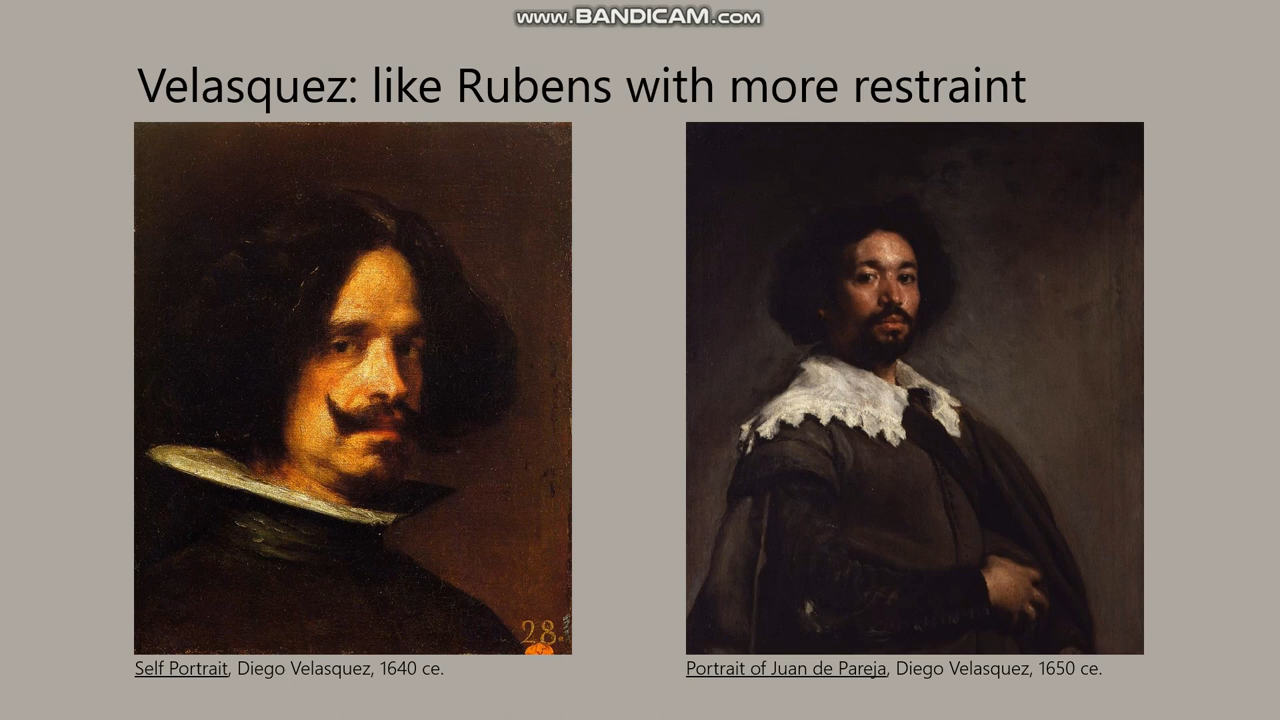 www.BANDICAM.com
Velasquez: like Rubens with more restraint
28.
Self Portrait, Diego Velasquez, 1640 ce.
Portrait of Juan de Pareja, Diego Velasquez, 1650 ce.